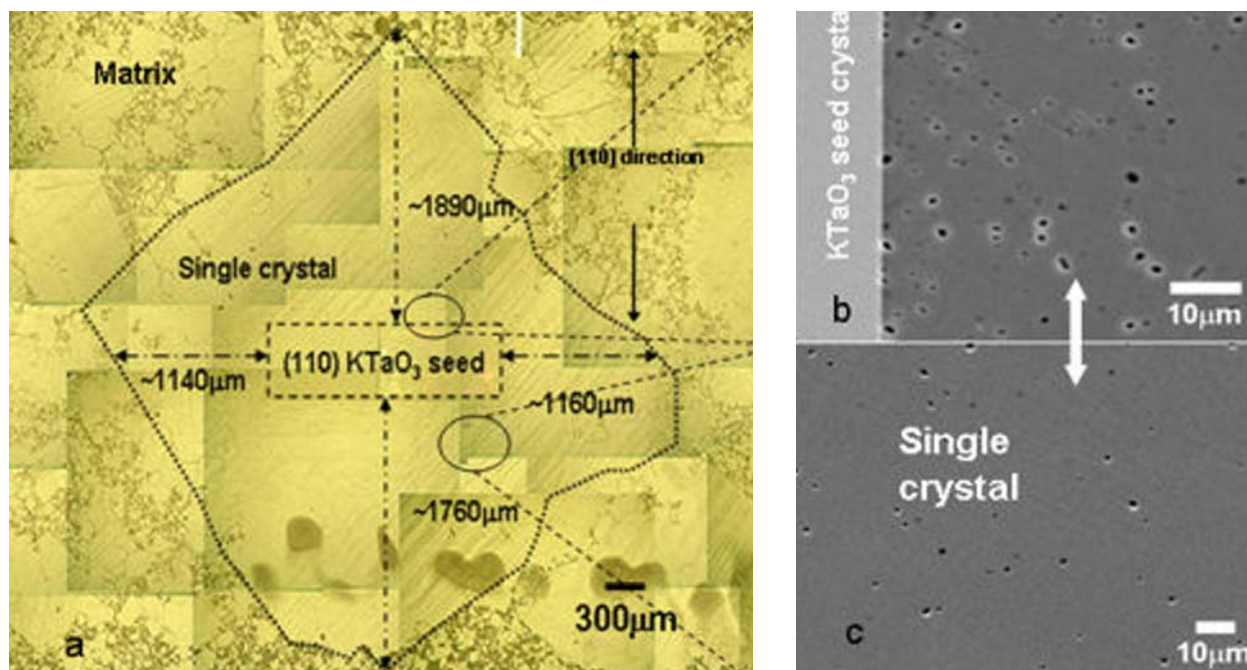 Matrix
[110] direction
~1890μm
Single crystal
(110) KTaO₃ seed
~1140μm
~1160μm
~1760μm
300μm
a
KTaO₃ seed crystal
b
10μm
Single
crystal
c
10μm